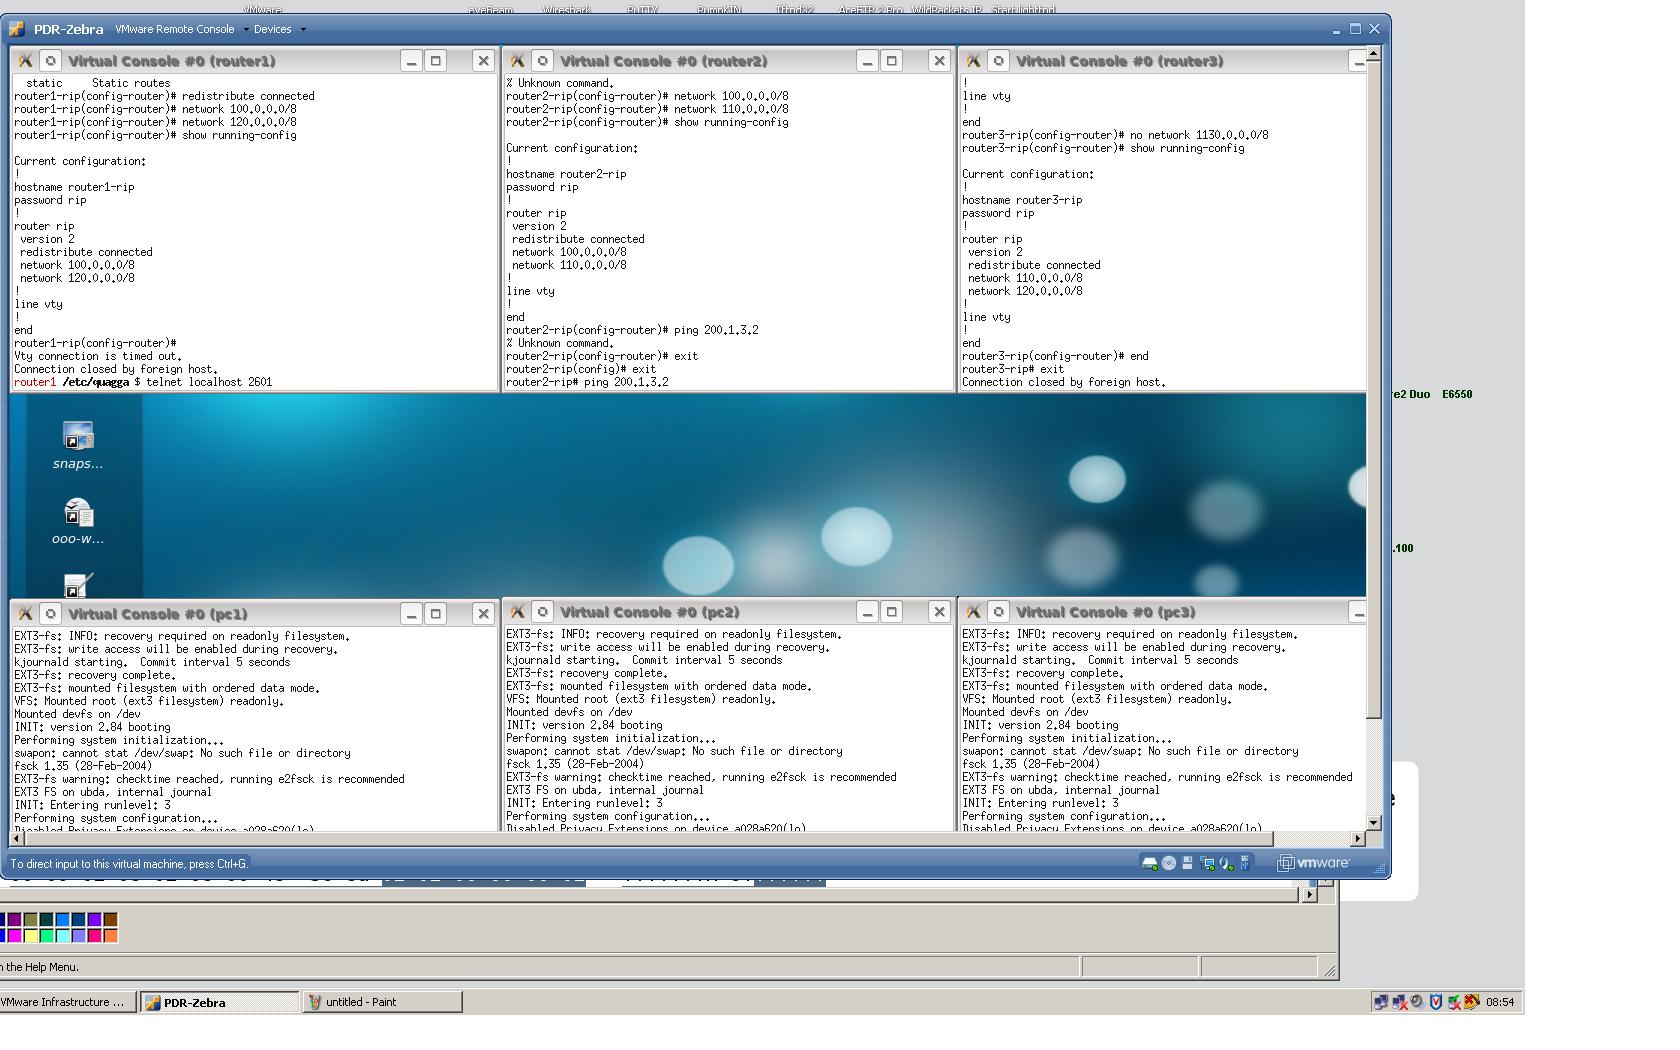 VMware
eyeBeam
Wireshark
PuTTY
PumpKIN
Tftpd32
AceFTP 2 Pro
WildPackets IP
Start lighttpd
PDR-Zebra VMware Remote Console Devices
Virtual Console #0 (router1)
static Static routes
router1-rip(config-router)# redistribute connected
router1-rip(config-router)# network 100.0.0.0/8
router1-rip(config-router)# network 120.0.0.0/8
router1-rip(config-router)# show running-config
Current configuration:
!
hostname router1-rip
password rip
!
router rip
version 2
redistribute connected
network 100.0.0.0/8
network 120.0.0.0/8
!
line vty
!
end
router1-rip(config-router)#
Vty connection is timed out.
Connection closed by foreign host.
router1 /etc/quagga $ telnet localhost 2601
Virtual Console #0 (router2)
% Unknown command.
router2-rip(config-router)# network 100.0.0.0/8
router2-rip(config-router)# network 110.0.0.0/8
router2-rip(config-router)# show running-config
Current configuration:
!
hostname router2-rip
password rip
!
router rip
version 2
redistribute connected
network 100.0.0.0/8
network 110.0.0.0/8
!
line vty
!
end
router2-rip(config-router)# ping 200.1.3.2
% Unknown command.
router2-rip(config-router)# exit
router2-rip(config)# exit
router2-rip# ping 200.1.3.2
Virtual Console #0 (router3)
!
line vty
!
end
router3-rip(config-router)# no network 1130.0.0.0/8
router3-rip(config-router)# show running-config
Current configuration:
!
hostname router3-rip
password rip
!
router rip
version 2
redistribute connected
network 110.0.0.0/8
network 120.0.0.0/8
!
line vty
!
end
router3-rip(config-router)# end
router3-rip# exit
Connection closed by foreign host.
re2 Duo E6550
snaps...
ooo-w...
.100
Virtual Console #0 (pc1)
EXT3-fs: INFO: recovery required on readonly filesystem.
EXT3-fs: write access will be enabled during recovery.
kjournald starting. Commit interval 5 seconds
EXT3-fs: recovery complete.
EXT3-fs: mounted filesystem with ordered data mode.
VFS: Mounted root (ext3 filesystem) readonly.
Mounted devfs on /dev
INIT: version 2.84 booting
Performing system initialization...
swapon: cannot stat /dev/swap: No such file or directory
fsck 1.35 (28-Feb-2004)
EXT3-fs warning: checktime reached, running e2fsck is recommended
EXT3 FS on ubda, internal journal
INIT: Entering runlevel: 3
Performing system configuration...
Disabled Privacy Extensions on device a028a620(lo)
Virtual Console #0 (pc2)
EXT3-fs: INFO: recovery required on readonly filesystem.
EXT3-fs: write access will be enabled during recovery.
kjournald starting. Commit interval 5 seconds
EXT3-fs: recovery complete.
EXT3-fs: mounted filesystem with ordered data mode.
VFS: Mounted root (ext3 filesystem) readonly.
Mounted devfs on /dev
INIT: version 2.84 booting
Performing system initialization...
swapon: cannot stat /dev/swap: No such file or directory
fsck 1.35 (28-Feb-2004)
EXT3-fs warning: checktime reached, running e2fsck is recommended
EXT3 FS on ubda, internal journal
INIT: Entering runlevel: 3
Performing system configuration...
Disabled Privacy Extensions on device a028a620(lo)
Virtual Console #0 (pc3)
EXT3-fs: INFO: recovery required on readonly filesystem.
EXT3-fs: write access will be enabled during recovery.
kjournald starting. Commit interval 5 seconds
EXT3-fs: recovery complete.
EXT3-fs: mounted filesystem with ordered data mode.
VFS: Mounted root (ext3 filesystem) readonly.
Mounted devfs on /dev
INIT: version 2.84 booting
Performing system initialization...
swapon: cannot stat /dev/swap: No such file or directory
fsck 1.35 (28-Feb-2004)
EXT3-fs warning: checktime reached, running e2fsck is recommended
EXT3 FS on ubda, internal journal
INIT: Entering runlevel: 3
Performing system configuration...
Disabled Privacy Extensions on device a028a620(lo)
To direct input to this virtual machine, press Ctrl+G.
vmware
n the Help Menu.
VMware Infrastructure ...
PDR-Zebra
untitled - Paint
08:54